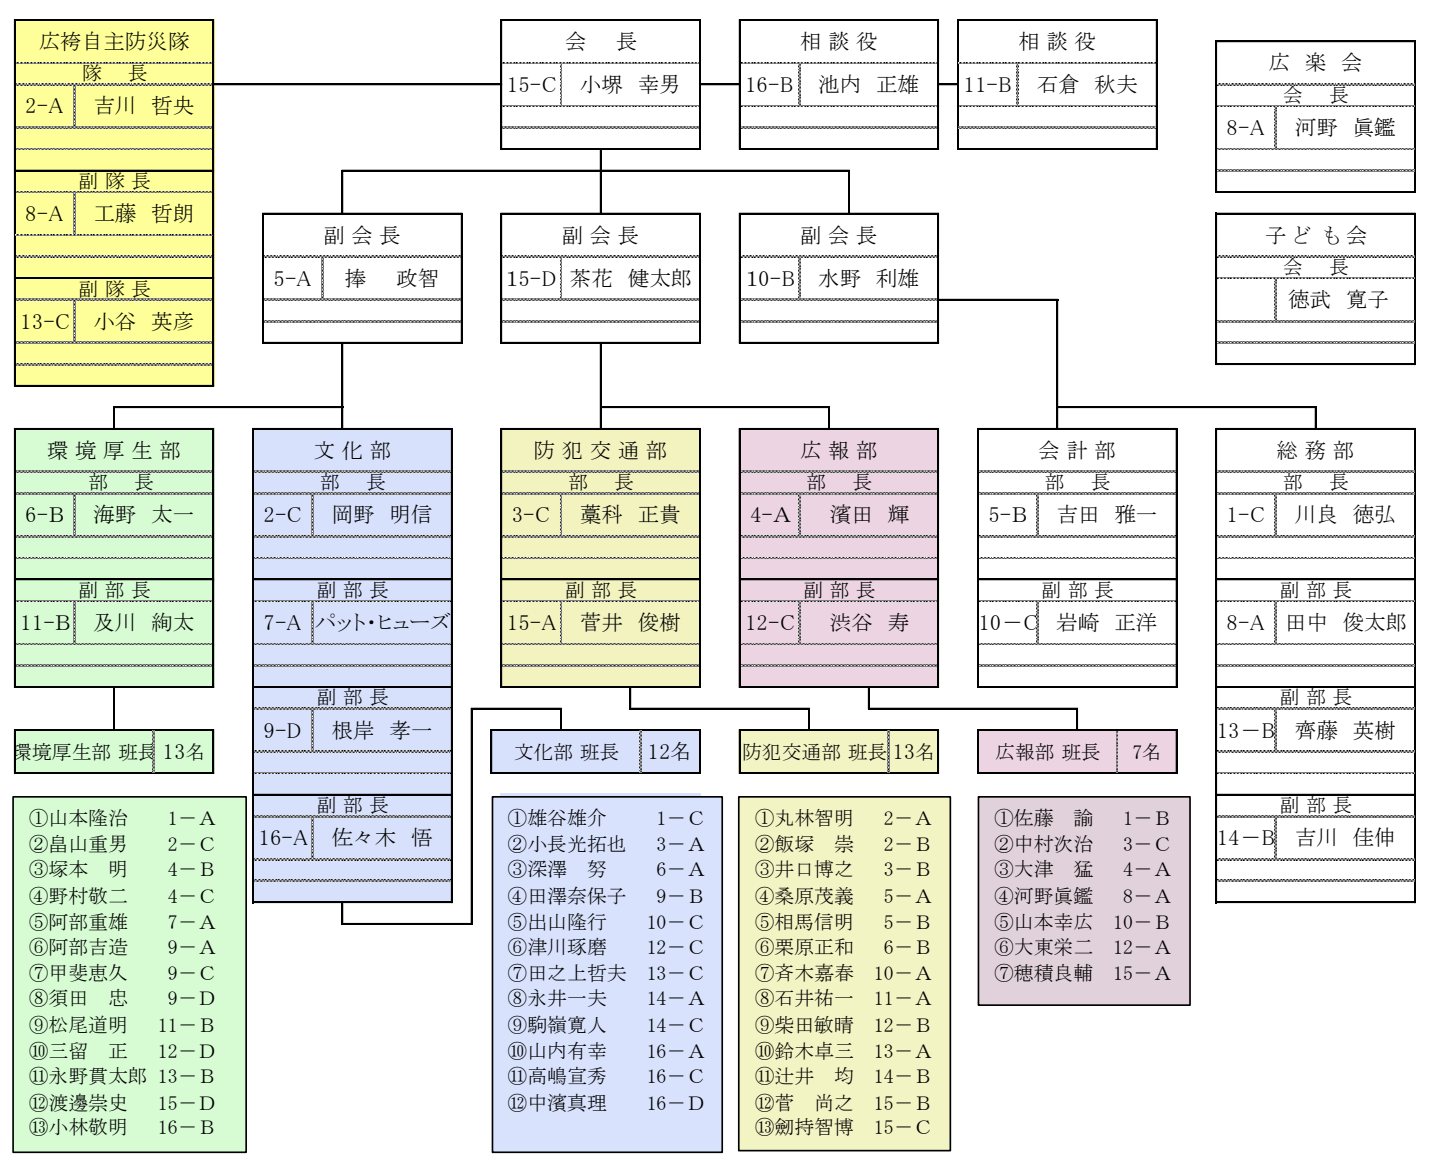 広袴自主防災隊
隊 長
2-A 吉川 哲央
副 隊 長
8-A 工藤 哲朗
副 隊 長
13-C 小谷 英彦
会 長
15-C 小堺 幸男
相 談 役
16-B 池内 正雄
相 談 役
11-B 石倉 秋夫
広 楽 会
会 長
8-A 河野 眞鑑
子 ど も 会
会 長
徳武 寛子
副 会 長
5-A 捧 政智
副 会 長
15-D 茶花 健太郎
副 会 長
10-B 水野 利雄
環 境 厚 生 部
部 長
6-B 海野 太一
副 部 長
11-B 及川 絢太
文 化 部
部 長
2-C 岡野 明信
副 部 長
7-A パット・ヒューズ
副 部 長
9-D 根岸 孝一
副 部 長
16-A 佐々木 悟
防 犯 交 通 部
部 長
3-C 藁科 正貴
副 部 長
15-A 菅井 俊樹
広 報 部
部 長
4-A 濱田 輝
副 部 長
12-C 渋谷 寿
会 計 部
部 長
5-B 吉田 雅一
副 部 長
10－C 岩崎 正洋
総 務 部
部 長
1-C 川良 徳弘
副 部 長
8-A 田中 俊太郎
副 部 長
13－B 齊藤 英樹
副 部 長
14－B 吉川 佳伸
環境厚生部 班長 13名
①山本隆治 1－A
②畠山重男 2－C
③塚本 明 4－B
④野村敬二 4－C
⑤阿部重雄 7－A
⑥阿部吉造 9－A
⑦甲斐恵久 9－C
⑧須田 忠 9－D
⑨松尾道明 11－B
⑩三留 正 12－D
⑪永野貫太郎 13－B
⑫渡邊崇史 15－D
⑬小林敬明 16－B
文化部 班長 12名
①雄谷雄介 1－C
②小長光拓也 3－A
③深澤 努 6－A
④田澤奈保子 9－B
⑤出山隆行 10－C
⑥津川琢磨 12－C
⑦田之上哲夫 13－C
⑧永井一夫 14－A
⑨駒嶺寛人 14－C
⑩山内有幸 16－A
⑪高嶋宣秀 16－C
⑫中濱真理 16－D
防犯交通部 班長 13名
①丸林智明 2－A
②飯塚 崇 2－B
③井口博之 3－B
④桑原茂義 5－A
⑤相馬信明 5－B
⑥栗原正和 6－B
⑦斉木嘉春 10－A
⑧石井祐一 11－A
⑨柴田敏晴 12－B
⑩鈴木卓三 13－A
⑪辻井 均 14－B
⑫菅 尚之 15－B
⑬劒持智博 15－C
広報部 班長 7名
①佐藤 諭 1－B
②中村次治 3－C
③大津 猛 4－A
④河野眞鑑 8－A
⑤山本幸広 10－B
⑥大東栄二 12－A
⑦穂積良輔 15－A